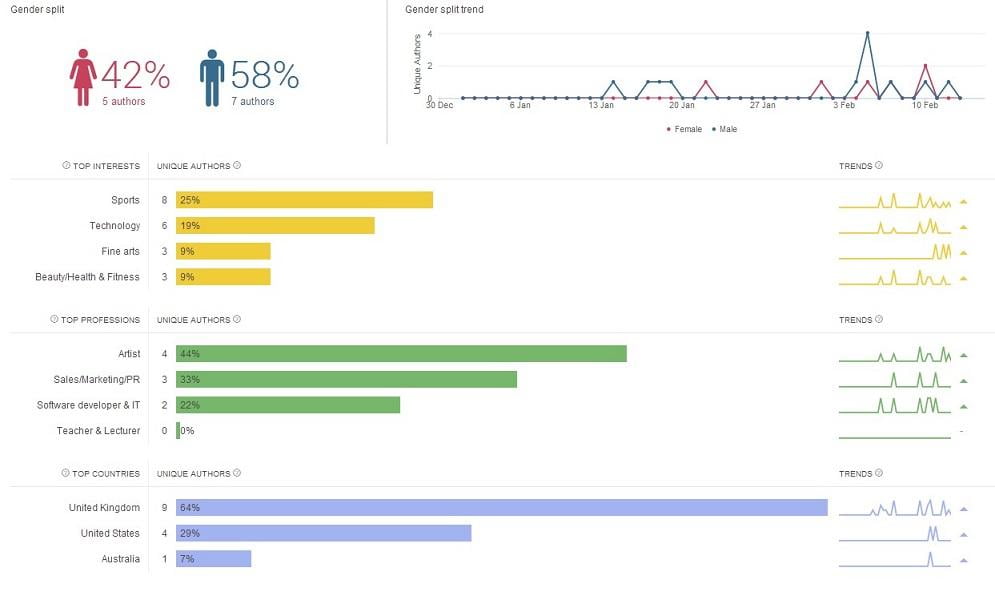 Gender split
Gender split trend
42%
5 authors
58%
7 authors
Unique Authors
4
2
0
30 Dec 6 Jan 13 Jan 20 Jan 27 Jan 3 Feb 10 Feb
Female Male
TOP INTERESTS UNIQUE AUTHORS TRENDS
Sports 8 25%
Technology 6 19%
Fine arts 3 9%
Beauty/Health & Fitness 3 9%
TOP PROFESSIONS UNIQUE AUTHORS TRENDS
Artist 4 44%
Sales/Marketing/PR 3 33%
Software developer & IT 2 22%
Teacher & Lecturer 0 0% -
TOP COUNTRIES UNIQUE AUTHORS TRENDS
United Kingdom 9 64%
United States 4 29%
Australia 1 7%